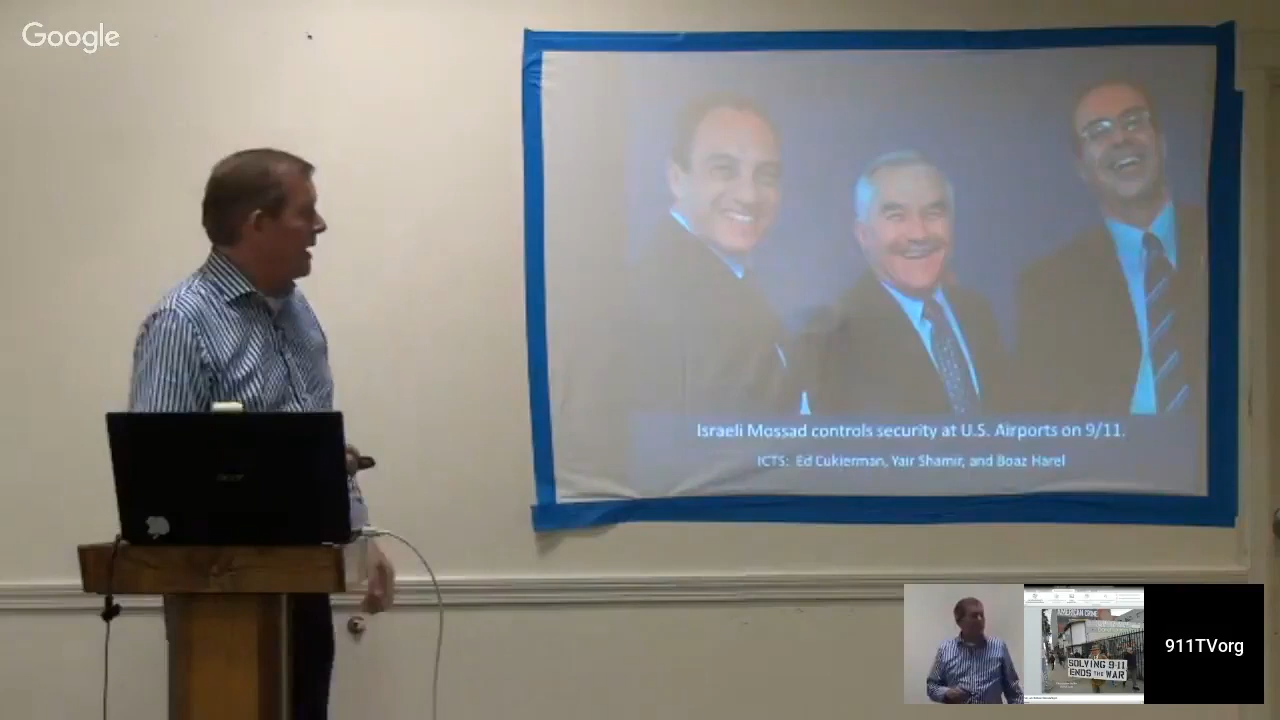 Google
Israeli Mossad controls security at U.S. Airports on 9/11.
ICTS: Ed Cukierman, Yair Shamir, and Boaz Harel
acer
AMERICAN CRIME
SOLVING 9-11
ENDS THE WAR
911TVorg